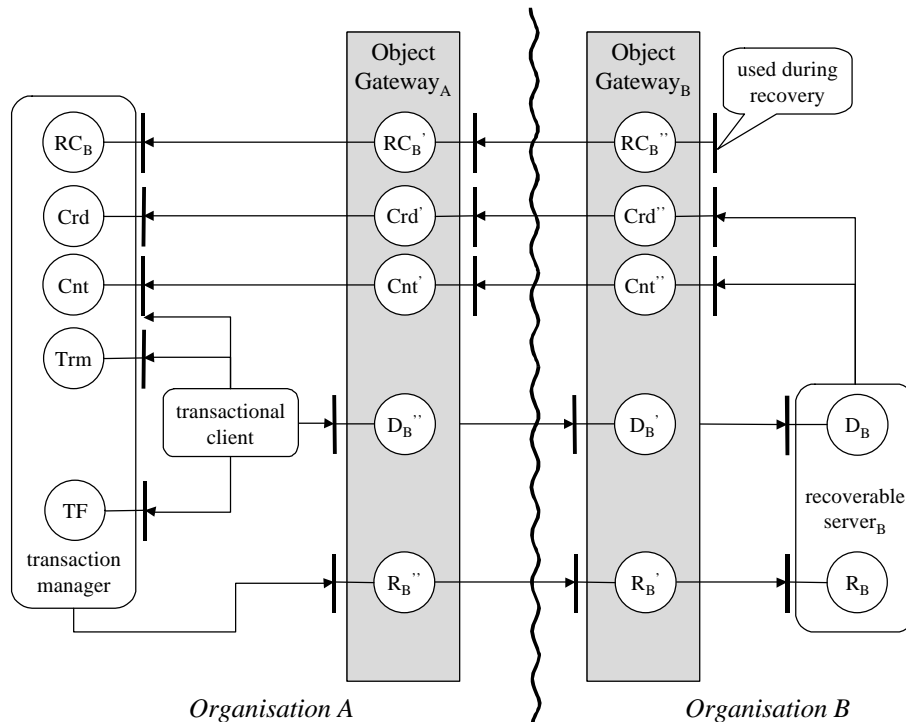 Object
Gateway_A
Object
Gateway_B
used during
recovery
RC_B
RC_B’
RC_B’’
Crd
Crd’
Crd’’
Cnt
Cnt’
Cnt’’
Trm
transactional
client
D_B’’
D_B’
D_B
TF
transaction
manager
recoverable
server_B
R_B’’
R_B’
R_B
Organisation A
Organisation B